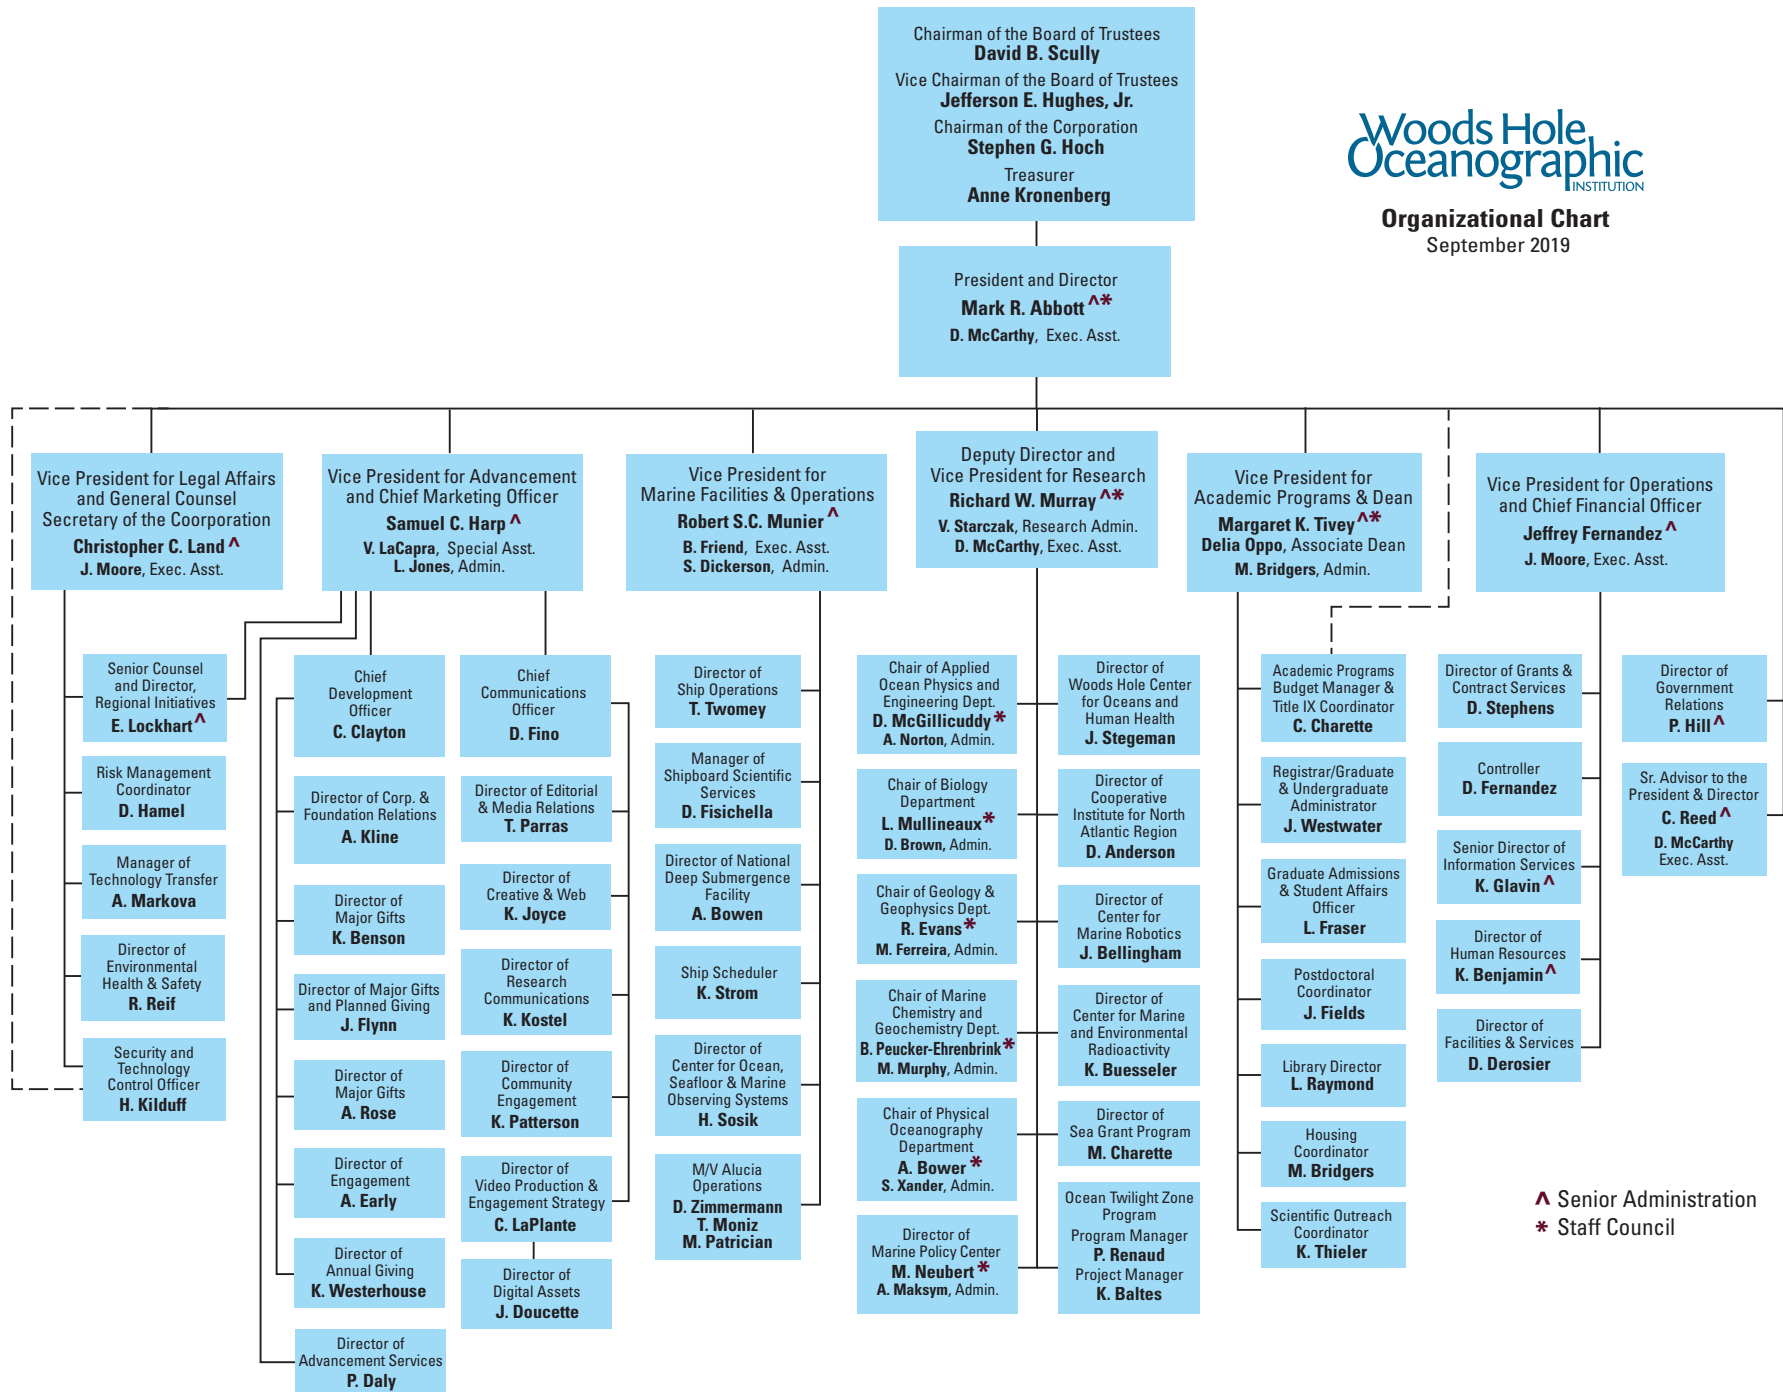 Chairman of the Board of Trustees
David B. Scully
Vice Chairman of the Board of Trustees
Jefferson E. Hughes, Jr.
Chairman of the Corporation
Stephen G. Hoch
Treasurer
Anne Kronenberg
Woods Hole
Oceanographic
INSTITUTION
Organizational Chart
September 2019
President and Director
Mark R. Abbott ^*
D. McCarthy, Exec. Asst.
Vice President for Legal Affairs
and General Counsel
Secretary of the Coorporation
Christopher C. Land ^
J. Moore, Exec. Asst.
Vice President for Advancement
and Chief Marketing Officer
Samuel C. Harp ^
V. LaCapra, Special Asst.
L. Jones, Admin.
Vice President for
Marine Facilities & Operations
Robert S.C. Munier ^
B. Friend, Exec. Asst.
S. Dickerson, Admin.
Deputy Director and
Vice President for Research
Richard W. Murray ^*
V. Starczak, Research Admin.
D. McCarthy, Exec. Asst.
Vice President for
Academic Programs & Dean
Margaret K. Tivey ^*
Delia Oppo, Associate Dean
M. Bridgers, Admin.
Vice President for Operations
and Chief Financial Officer
Jeffrey Fernandez ^
J. Moore, Exec. Asst.
Senior Counsel
and Director,
Regional Initiatives
E. Lockhart ^
Risk Management
Coordinator
D. Hamel
Manager of
Technology Transfer
A. Markova
Director of
Environmental
Health & Safety
R. Reif
Security and
Technology
Control Officer
H. Kilduff
Chief
Development
Officer
C. Clayton
Director of Corp. &
Foundation Relations
A. Kline
Director of
Major Gifts
K. Benson
Director of Major Gifts
and Planned Giving
J. Flynn
Director of
Major Gifts
A. Rose
Director of
Engagement
A. Early
Director of
Annual Giving
K. Westerhouse
Director of
Advancement Services
P. Daly
Chief
Communications
Officer
D. Fino
Director of Editorial
& Media Relations
T. Parras
Director of
Creative & Web
K. Joyce
Director of
Research
Communications
K. Kostel
Director of
Community
Engagement
K. Patterson
Director of
Video Production &
Engagement Strategy
C. LaPlante
Director of
Digital Assets
J. Doucette
Director of
Ship Operations
T. Twomey
Manager of
Shipboard Scientific
Services
D. Fisichella
Director of National
Deep Submergence
Facility
A. Bowen
Ship Scheduler
K. Strom
Director of
Center for Ocean,
Seafloor & Marine
Observing Systems
H. Sosik
M/V Alucia
Operations
D. Zimmermann
T. Moniz
M. Patrician
Chair of Applied
Ocean Physics and
Engineering Dept.
D. McGillicuddy *
A. Norton, Admin.
Chair of Biology
Department
L. Mullineaux *
D. Brown, Admin.
Chair of Geology &
Geophysics Dept.
R. Evans *
M. Ferreira, Admin.
Chair of Marine
Chemistry and
Geochemistry Dept.
B. Peucker-Ehrenbrink *
M. Murphy, Admin.
Chair of Physical
Oceanography
Department
A. Bower *
S. Xander, Admin.
Director of
Marine Policy Center
M. Neubert *
A. Maksym, Admin.
Director of
Woods Hole Center
for Oceans and
Human Health
J. Stegeman
Director of
Cooperative
Institute for North
Atlantic Region
D. Anderson
Director of
Center for
Marine Robotics
J. Bellingham
Director of
Center for Marine
and Environmental
Radioactivity
K. Buesseler
Director of
Sea Grant Program
M. Charette
Ocean Twilight Zone
Program
Program Manager
P. Renaud
Project Manager
K. Baltes
Academic Programs
Budget Manager &
Title IX Coordinator
C. Charette
Registrar/Graduate
& Undergraduate
Administrator
J. Westwater
Graduate Admissions
& Student Affairs
Officer
L. Fraser
Postdoctoral
Coordinator
J. Fields
Library Director
L. Raymond
Housing
Coordinator
M. Bridgers
Scientific Outreach
Coordinator
K. Thieler
Director of Grants &
Contract Services
D. Stephens
Controller
D. Fernandez
Senior Director of
Information Services
K. Glavin ^
Director of
Human Resources
K. Benjamin ^
Director of
Facilities & Services
D. Derosier
Director of
Government
Relations
P. Hill ^
Sr. Advisor to the
President & Director
C. Reed ^
D. McCarthy
Exec. Asst.
^ Senior Administration
* Staff Council